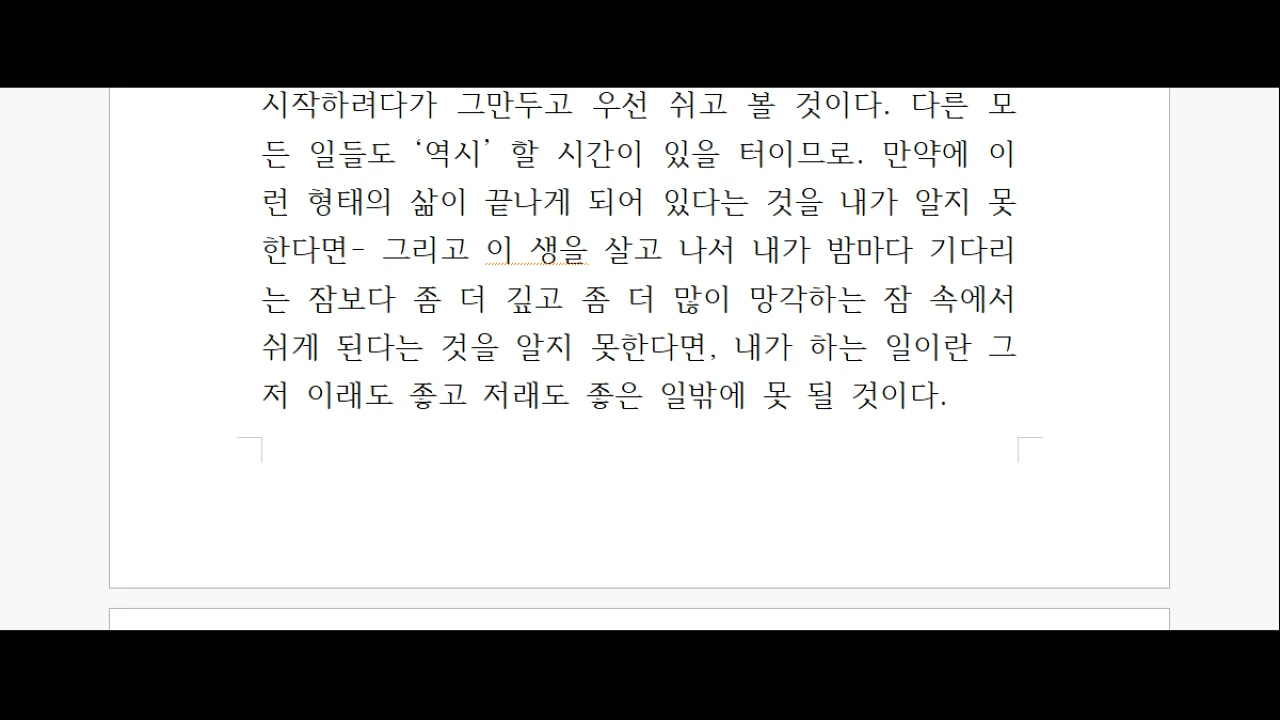 시작하려다가 그만두고 우선 쉬고 볼 것이다. 다른 모
든 일들도 ‘역시’ 할 시간이 있을 터이므로. 만약에 이
런 형태의 삶이 끝나게 되어 있다는 것을 내가 알지 못
한다면- 그리고 이 생을 살고 나서 내가 밤마다 기다리
는 잠보다 좀 더 깊고 좀 더 많이 망각하는 잠 속에서
쉬게 된다는 것을 알지 못한다면, 내가 하는 일이란 그
저 이래도 좋고 저래도 좋은 일밖에 못 될 것이다.